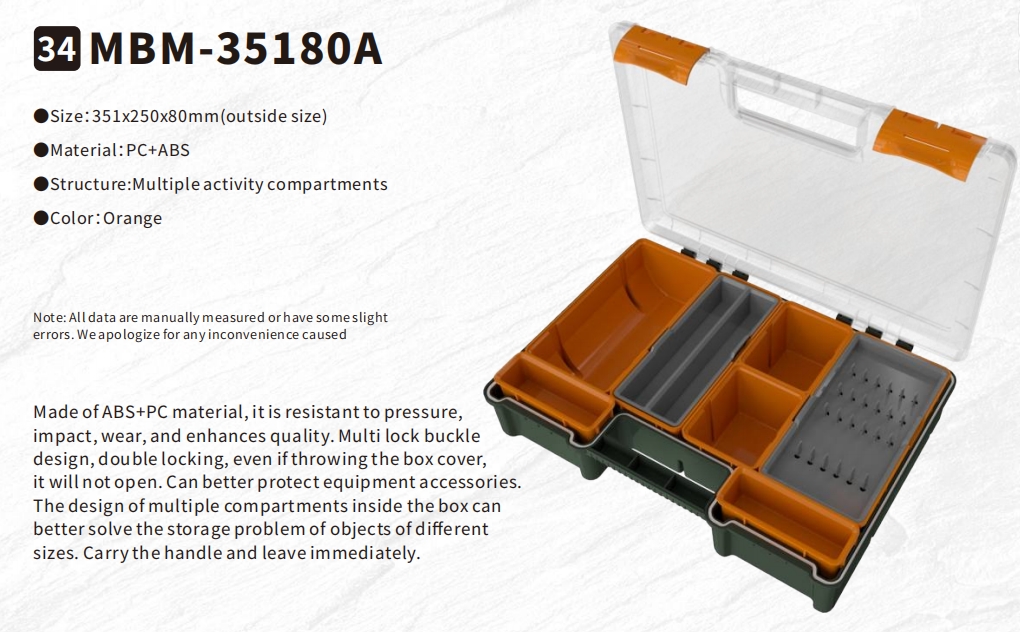 34 MBM-35180A
●Size:351x250x80mm(outside size)
●Material:PC+ABS
●Structure:Multiple activity compartments
●Color:Orange
Note: All data are manually measured or have some slight
errors. We apologize for any inconvenience caused
Made of ABS+PC material, it is resistant to pressure,
impact, wear, and enhances quality. Multi lock buckle
design, double locking, even if throwing the box cover,
it will not open. Can better protect equipment accessories.
The design of multiple compartments inside the box can
better solve the storage problem of objects of different
sizes. Carry the handle and leave immediately.